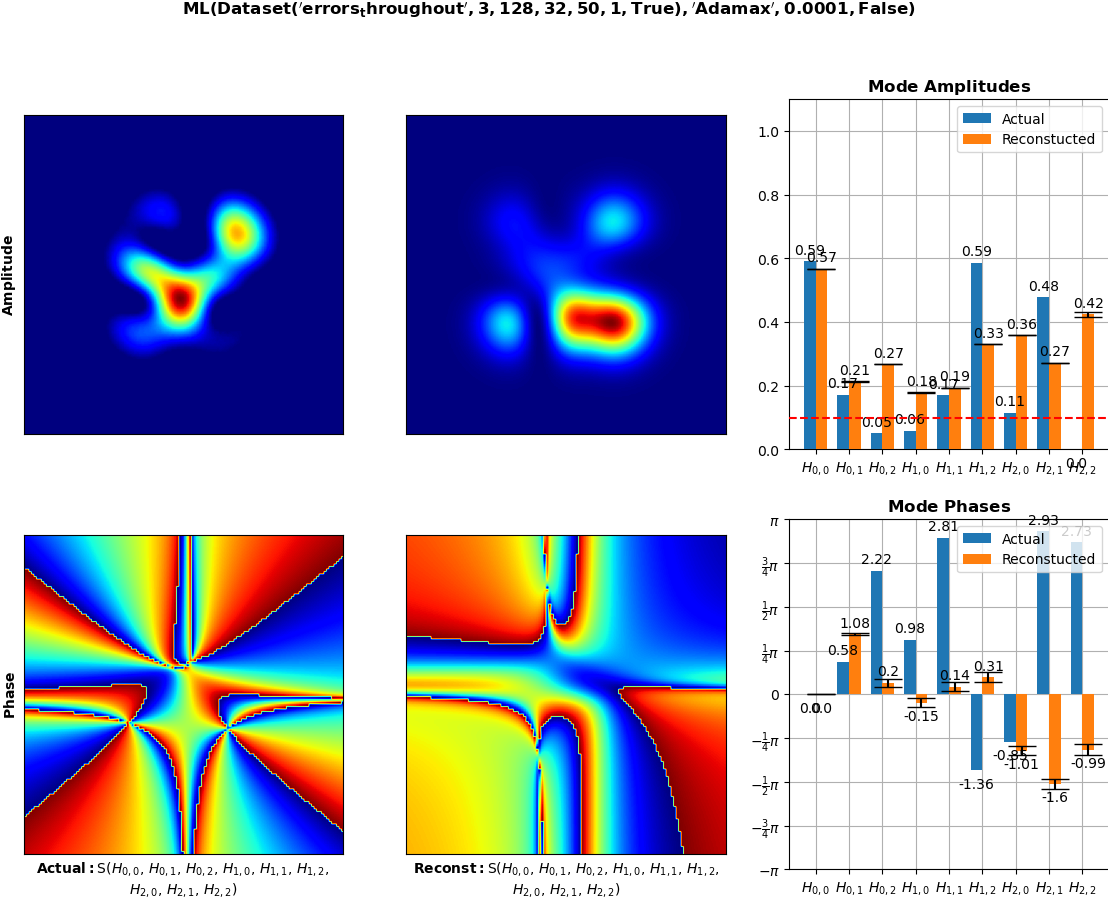 ML(Dataset('errors_throughout', 3, 128, 32, 50, 1, True), 'Adamax', 0.0001, False)
Amplitude
Mode Amplitudes
Actual
Reconstucted
1.0
0.8
0.6
0.4
0.2
0.0
0.59
0.57
0.17
0.21
0.05
0.27
0.06
0.18
0.17
0.19
0.59
0.33
0.11
0.36
0.48
0.27
0.0
0.42
H0,0 H0,1 H0,2 H1,0 H1,1 H1,2 H2,0 H2,1 H2,2
Phase
Actual: S(H0,0, H0,1, H0,2, H1,0, H1,1, H1,2,
H2,0, H2,1, H2,2)
Reconst: S(H0,0, H0,1, H0,2, H1,0, H1,1, H1,2,
H2,0, H2,1, H2,2)
Mode Phases
Actual
Reconstucted
π
3/4π
1/2π
1/4π
0
−1/4π
−1/2π
−3/4π
−π
0.0
0.0
0.58
1.08
2.22
0.2
0.98
-0.15
2.81
0.14
-1.36
0.31
-0.85
-1.01
2.93
-1.6
2.73
-0.99
H0,0 H0,1 H0,2 H1,0 H1,1 H1,2 H2,0 H2,1 H2,2